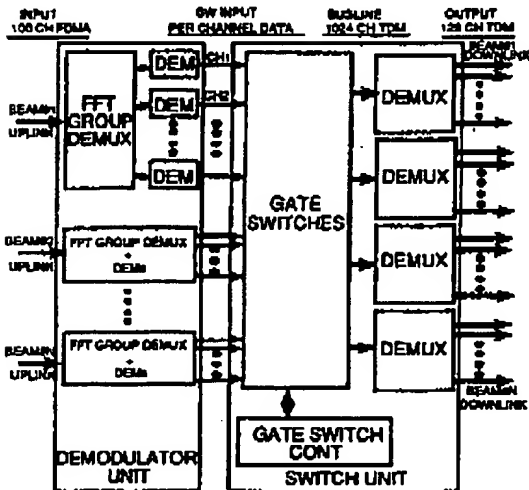 INPUT SW INPUT BUSLINE OUTPUT
100 CH FDMA PER CHANNEL DATA 1024 CH TDM 128 CH TDM
BEAM#1
DOWNLINK
DEM CH1
FFT
GROUP
DEMUX
DEM CH2
DEMUX
BEAM#1
UPLINK
DEM
DEMUX
GATE
SWITCHES
BEAM#2
UPLINK
FFT GROUP DEMUX
+
DEMs
DEMUX
BEAM#N
UPLINK
FFT GROUP DEMUX
+
DEMs
DEMUX
BEAM#N
DOWNLINK
GATE SWITCH
CONT
DEMODULATOR
UNIT
SWITCH UNIT